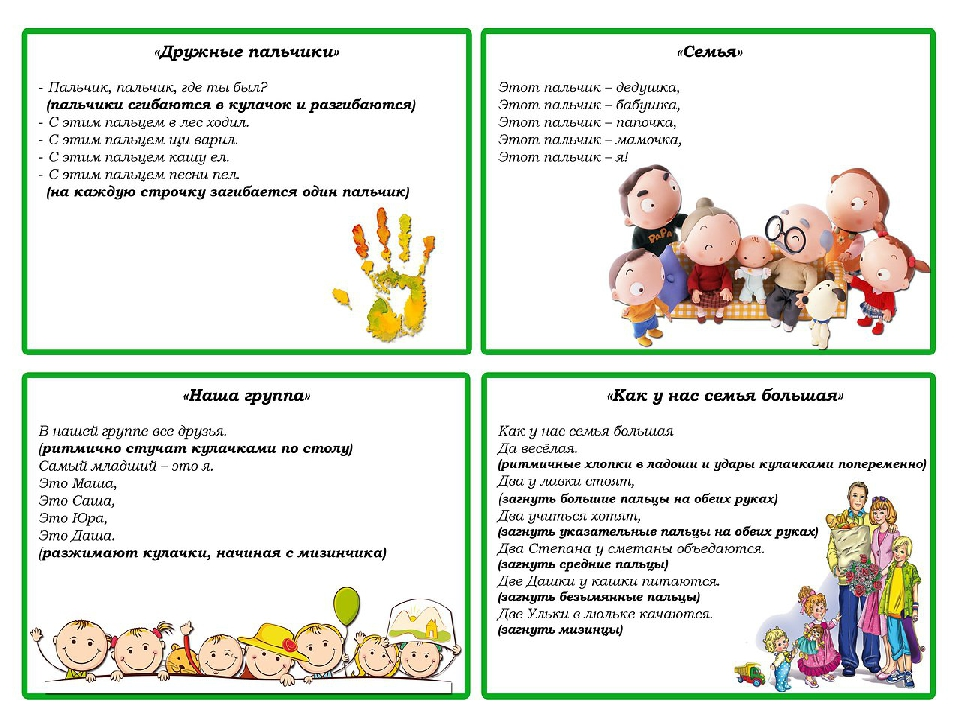 «Дружные пальчики»
- Пальчик, пальчик, где ты был?
(пальчики сгибаются в кулачок и разгибаются)
- С этим пальцем в лес ходил.
- С этим пальцем щи варил.
- С этим пальцем кашу ел.
- С этим пальцем песни пел.
(на каждую строчку загибается один пальчик)
«Семья»
Этот пальчик – дедушка,
Этот пальчик – бабушка,
Этот пальчик – папочка,
Этот пальчик – мамочка,
Этот пальчик – я!
PAPA
«Наша группа»
В нашей группе все друзья.
(ритмично стучат кулачками по столу)
Самый младший – это я.
Это Маша,
Это Саша,
Это Юра,
Это Даша.
(разжимают кулачки, начиная с мизинчика)
«Как у нас семья большая»
Как у нас семья большая
Да весёлая.
(ритмичные хлопки в ладоши и удары кулачками попеременно)
Два у лавки стоят,
(загнуть большие пальцы на обеих руках)
Два учиться хотят,
(загнуть указательные пальцы на обеих руках)
Два Степана у сметаны объедаются.
(загнуть средние пальцы)
Две Дашки у кашки питаются.
(загнуть безымянные пальцы)
Две Ульки в люльке качаются.
(загнуть мизинцы)